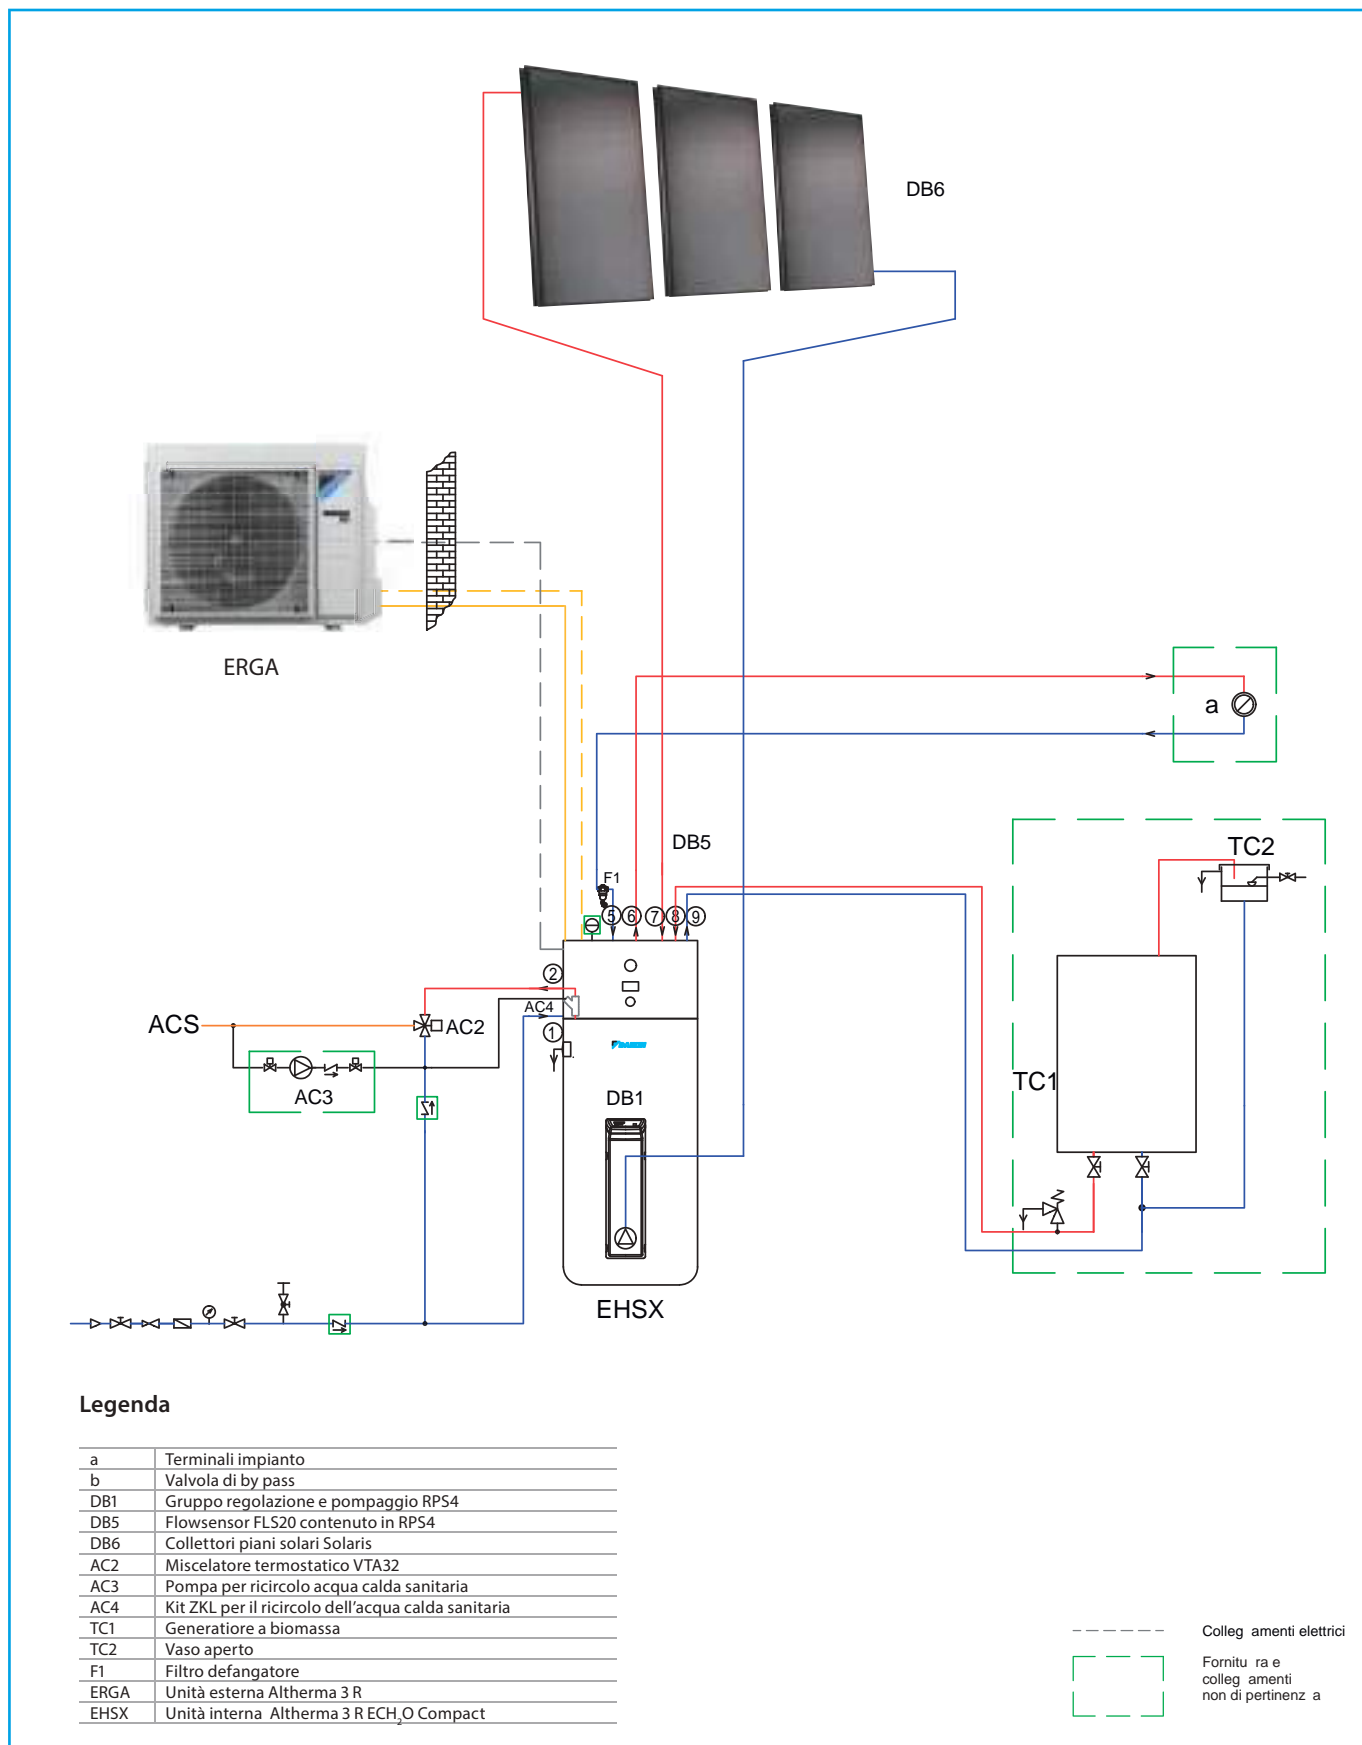 DB6
ERGA
a
DB5
TC2
F1
5 6 7 8 9
2
AC4
ACS
AC2
1
DAIKIN
TC1
AC3
DB1
EHSX
Legenda
a Terminali impianto
b Valvola di by pass
DB1 Gruppo regolazione e pompaggio RPS4
DB5 Flowsensor FLS20 contenuto in RPS4
DB6 Collettori piani solari Solaris
AC2 Miscelatore termostatico VTA32
AC3 Pompa per ricircolo acqua calda sanitaria
AC4 Kit ZKL per il ricircolo dell'acqua calda sanitaria
TC1 Generatiore a biomassa
TC2 Vaso aperto
F1 Filtro defangatore
ERGA Unità esterna Altherma 3 R
EHSX Unità interna Altherma 3 R ECH₂O Compact
Colleg amenti elettrici
Fornitu ra e
colleg amenti
non di pertinenz a